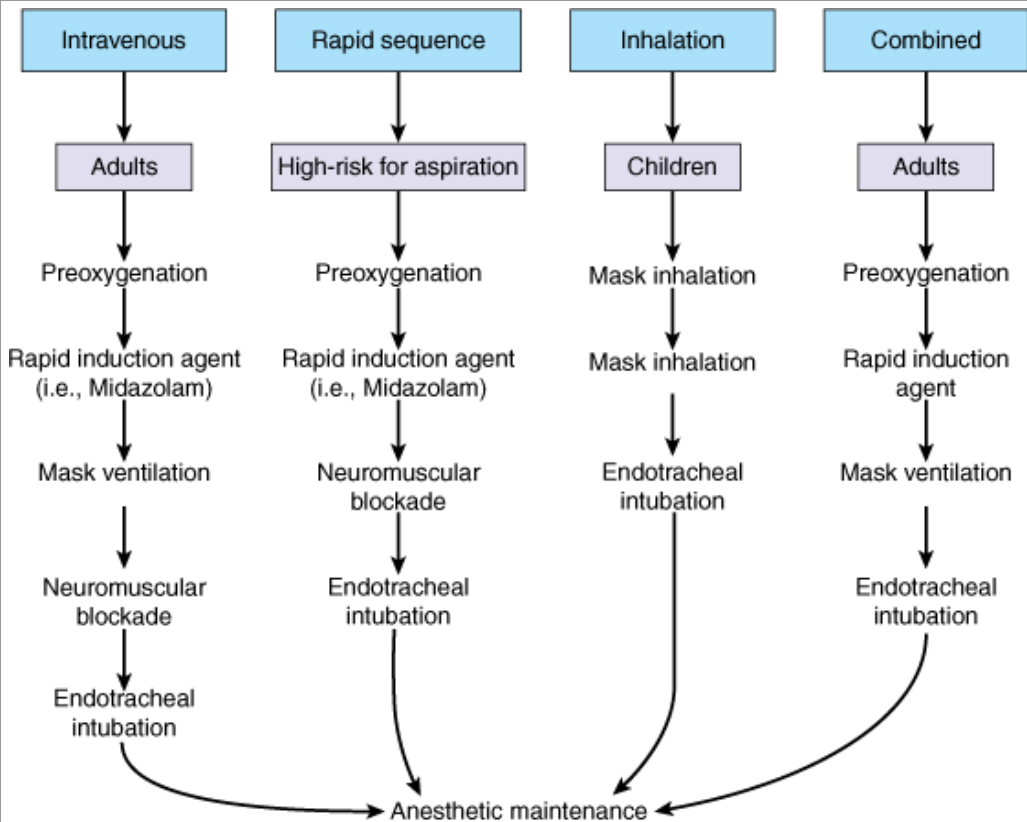 Intravenous
Adults
Preoxygenation
Rapid induction agent
(i.e., Midazolam)
Mask ventilation
Neuromuscular
blockade
Endotracheal
intubation
Rapid sequence
High-risk for aspiration
Preoxygenation
Rapid induction agent
(i.e., Midazolam)
Neuromuscular
blockade
Endotracheal
intubation
Inhalation
Children
Mask inhalation
Mask inhalation
Endotracheal
intubation
Combined
Adults
Preoxygenation
Rapid induction
agent
Mask ventilation
Endotracheal
intubation
Anesthetic maintenance